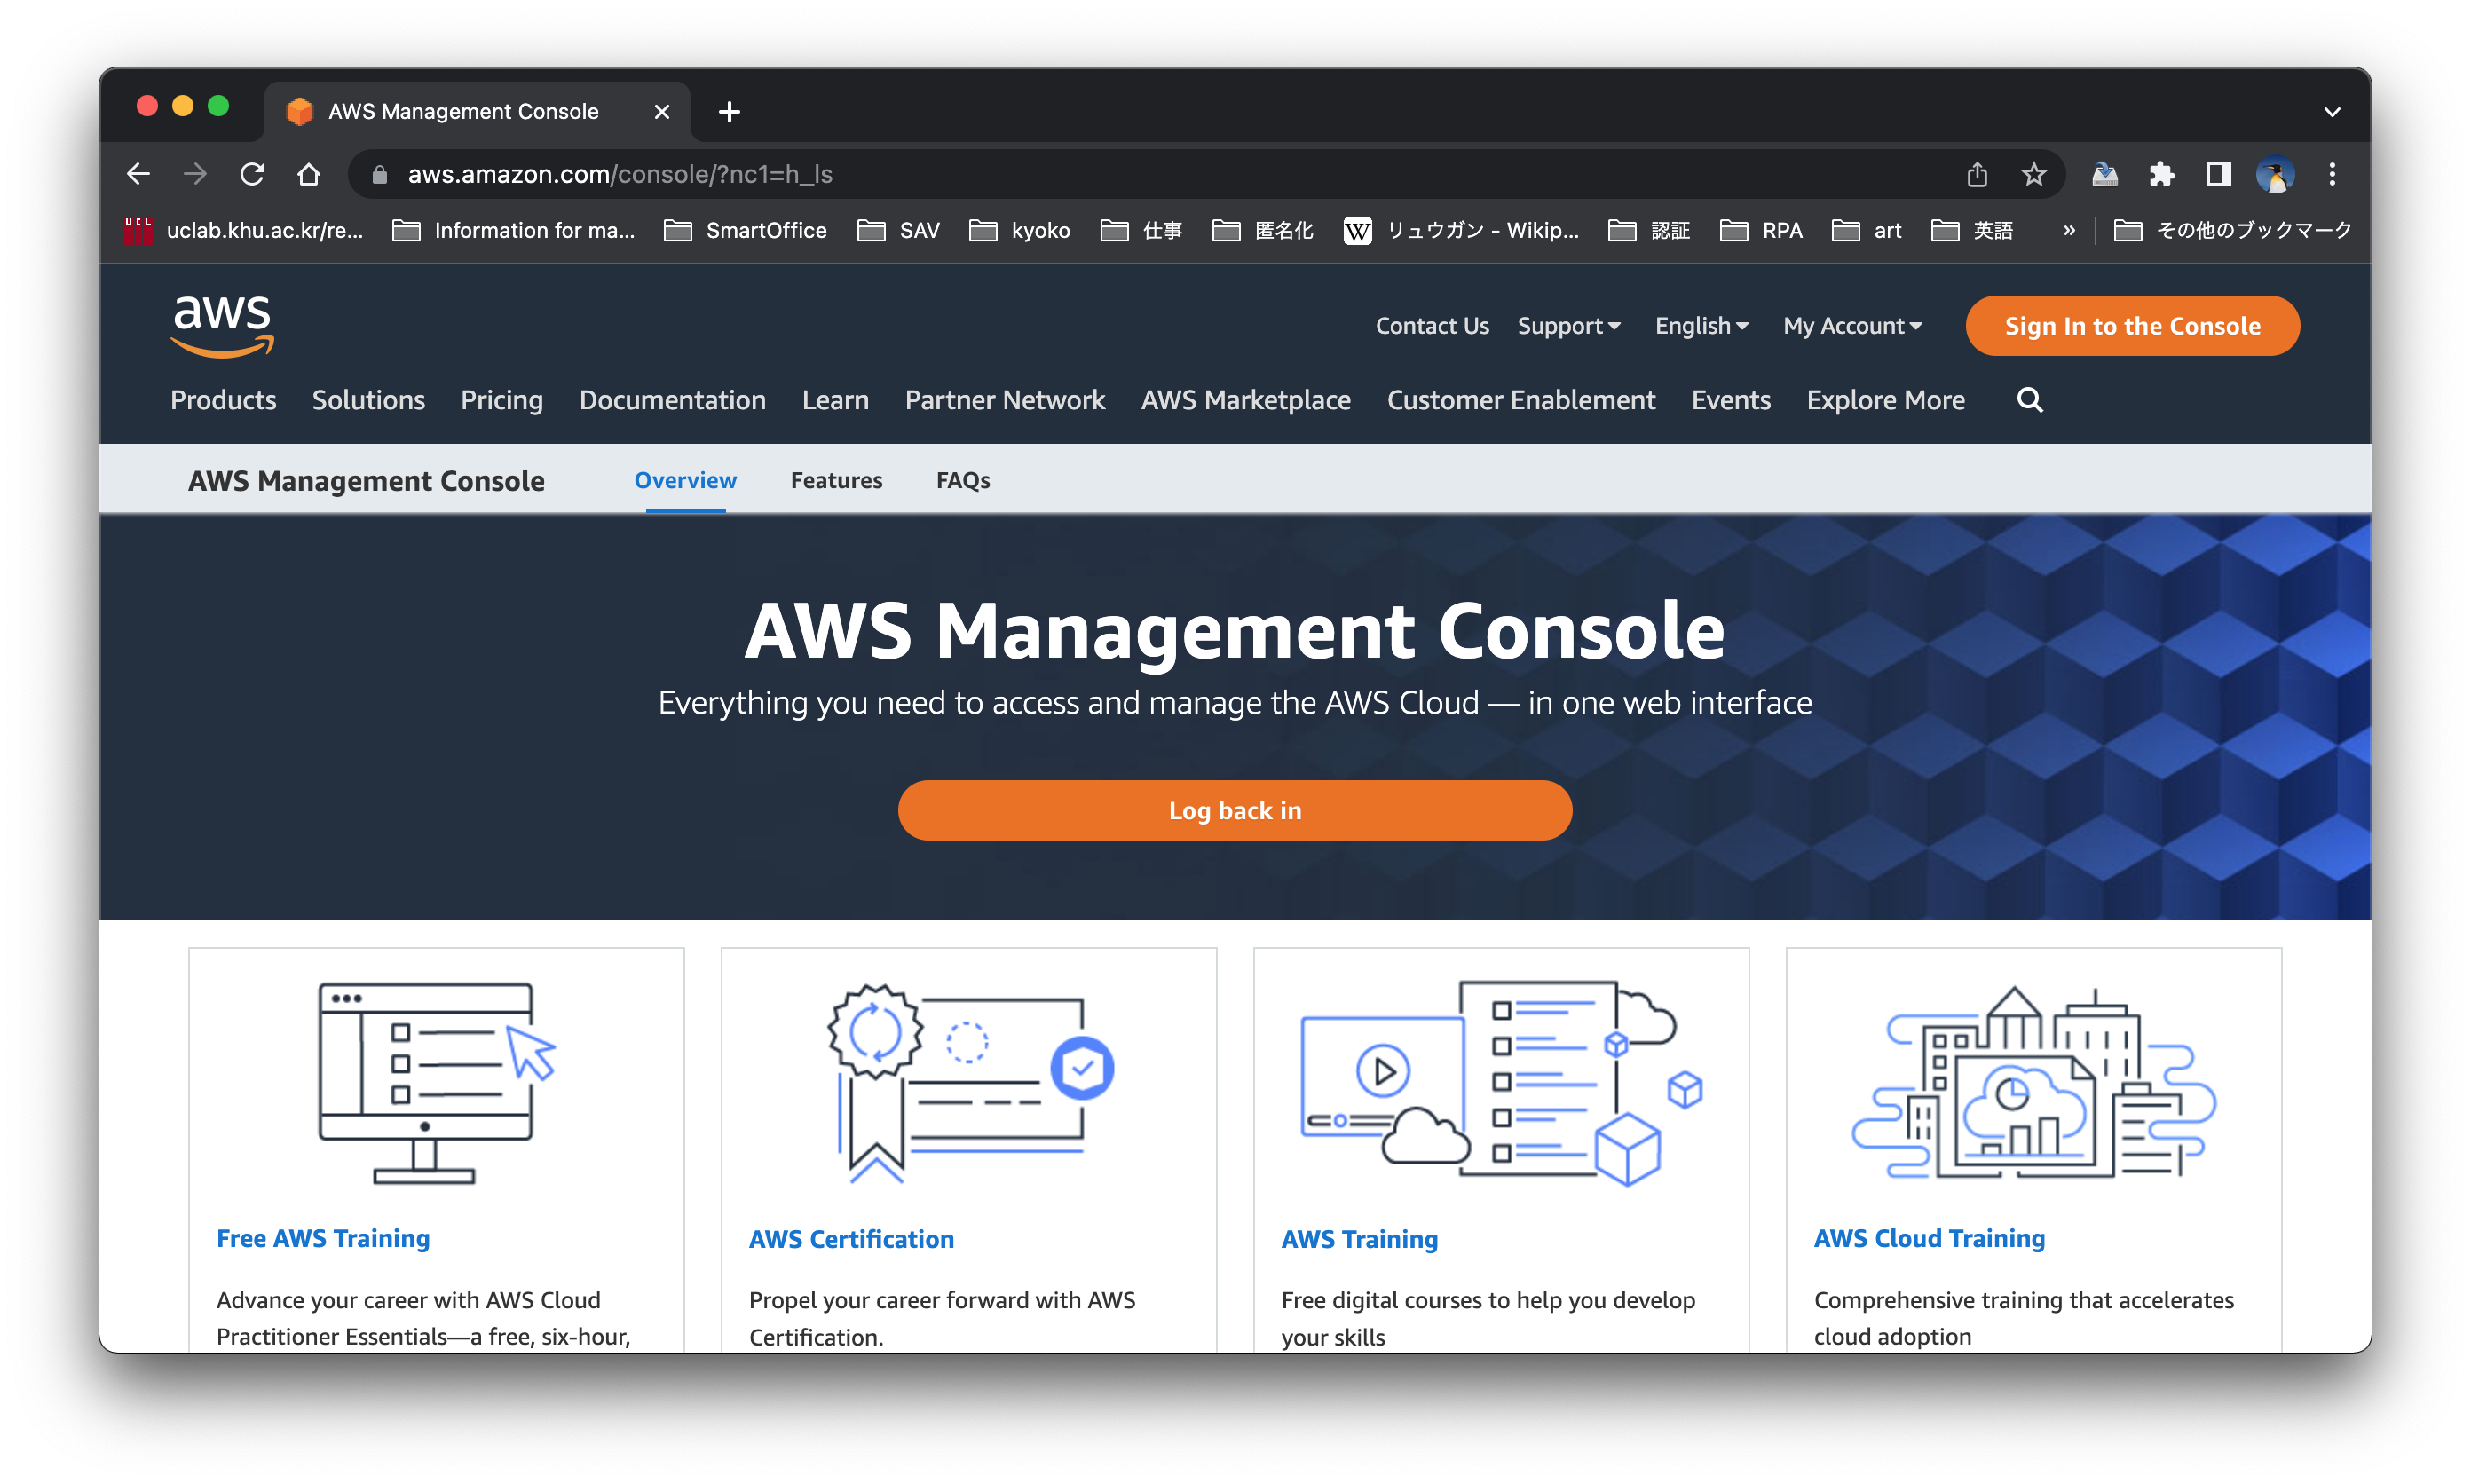 AWS Management Console
aws.amazon.com/console/?nc1=h_ls
UCL uclab.khu.ac.kr/re... Information for ma... SmartOffice SAV kyoko 仕事 匿名化 W リュウガン - Wikip... 認証 RPA art 英語 » その他のブックマーク
aws
Contact Us Support English My Account Sign In to the Console
Products Solutions Pricing Documentation Learn Partner Network AWS Marketplace Customer Enablement Events Explore More
AWS Management Console Overview Features FAQs
AWS Management Console
Everything you need to access and manage the AWS Cloud — in one web interface
Log back in
Free AWS Training
Advance your career with AWS Cloud
Practitioner Essentials—a free, six-hour,
AWS Certification
Propel your career forward with AWS
Certification.
AWS Training
Free digital courses to help you develop
your skills
AWS Cloud Training
Comprehensive training that accelerates
cloud adoption